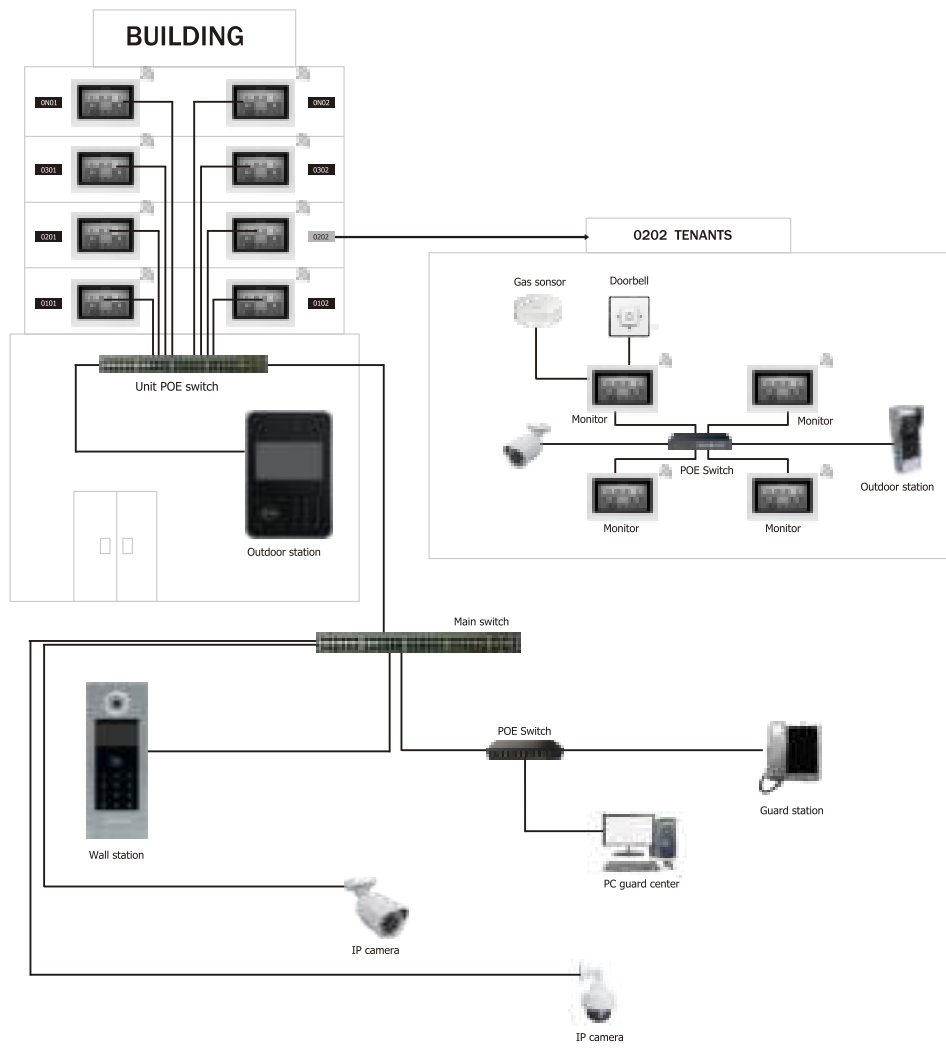 BUILDING
0N01
0N02
0301
0302
0201
0202
0202 TENANTS
0101
0102
Gas sonsor
Doorbell
Unit POE switch
Monitor
Monitor
POE Switch
Outdoor station
Monitor
Monitor
Outdoor station
Main switch
POE Switch
Guard station
Wall station
PC guard center
IP camera
IP camera